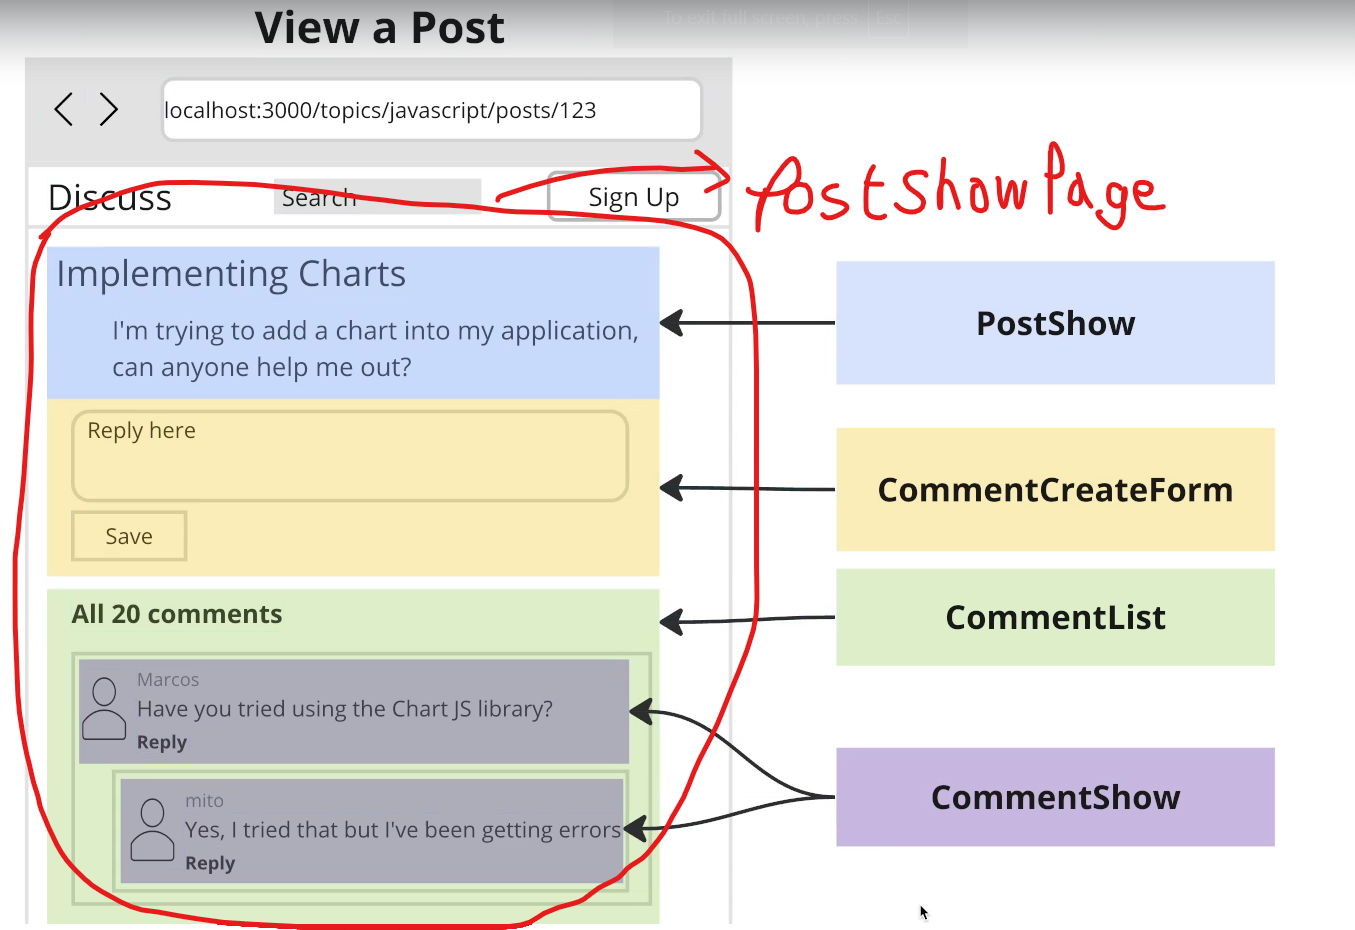 To exit full screen, press Esc
View a Post
localhost:3000/topics/javascript/posts/123
Discuss
Search
Sign Up
PostShowPage
Implementing Charts
I'm trying to add a chart into my application,
can anyone help me out?
PostShow
Reply here
Save
CommentCreateForm
All 20 comments
CommentList
Marcos
Have you tried using the Chart JS library?
Reply
mito
Yes, I tried that but I've been getting errors
Reply
CommentShow